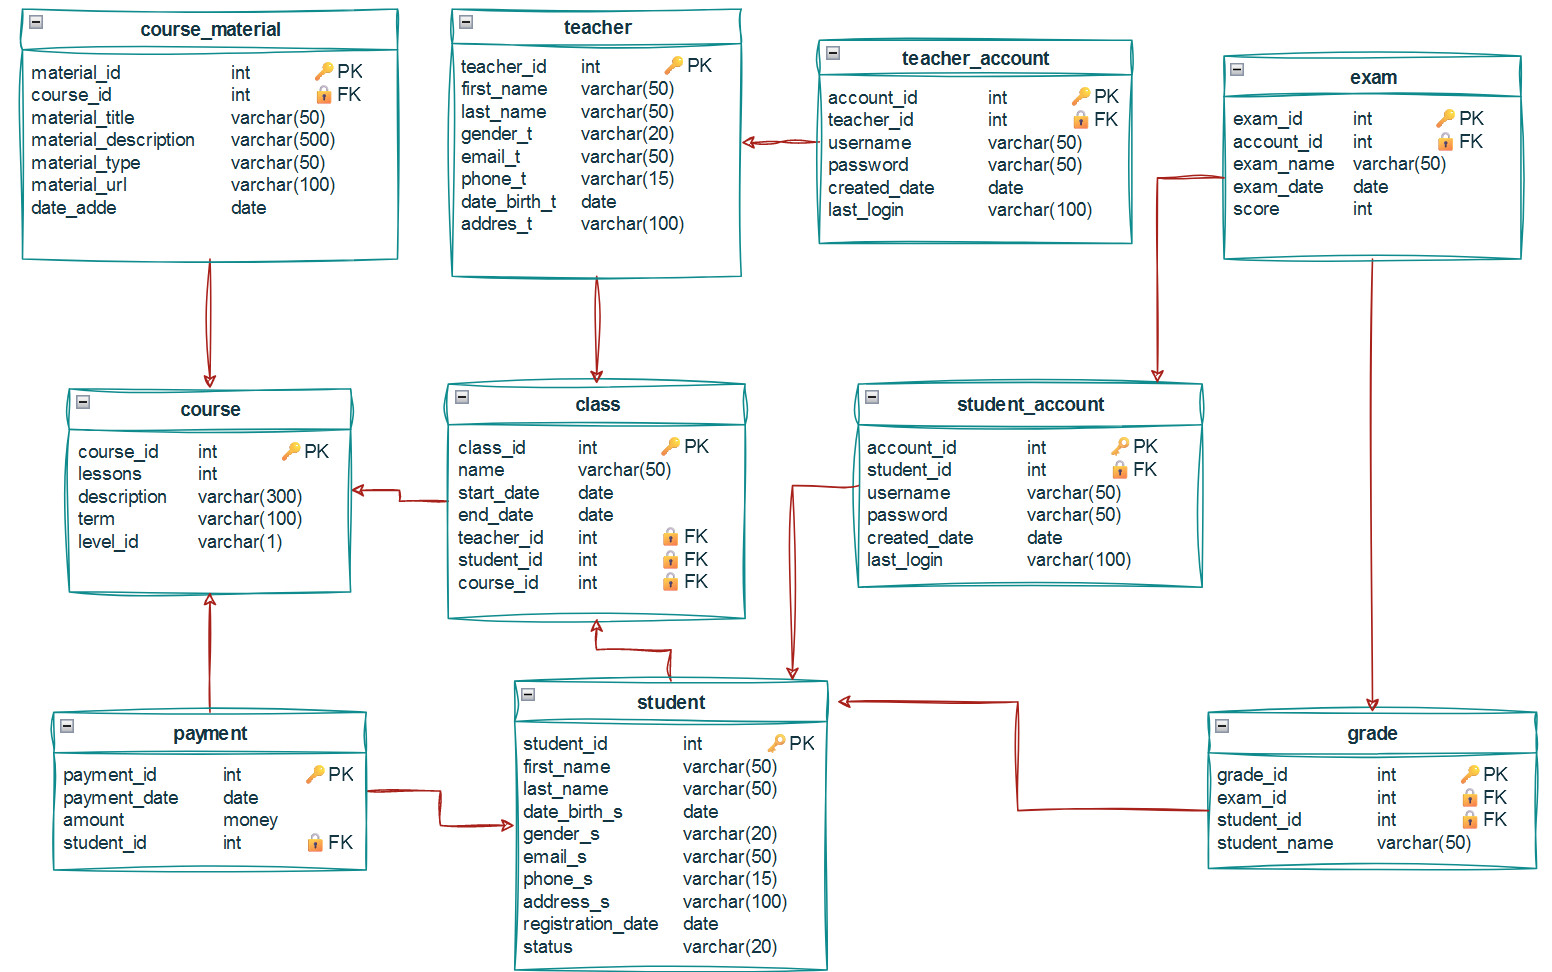 course_material
material_id int PK
course_id int FK
material_title varchar(50)
material_description varchar(500)
material_type varchar(50)
material_url varchar(100)
date_adde date
teacher
teacher_id int PK
first_name varchar(50)
last_name varchar(50)
gender_t varchar(20)
email_t varchar(50)
phone_t varchar(15)
date_birth_t date
addres_t varchar(100)
teacher_account
account_id int PK
teacher_id int FK
username varchar(50)
password varchar(50)
created_date date
last_login varchar(100)
exam
exam_id int PK
account_id int FK
exam_name varchar(50)
exam_date date
score int
course
course_id int PK
lessons int
description varchar(300)
term varchar(100)
level_id varchar(1)
class
class_id int PK
name varchar(50)
start_date date
end_date date
teacher_id int FK
student_id int FK
course_id int FK
student_account
account_id int PK
student_id int FK
username varchar(50)
password varchar(50)
created_date date
last_login varchar(100)
payment
payment_id int PK
payment_date date
amount money
student_id int FK
student
student_id int PK
first_name varchar(50)
last_name varchar(50)
date_birth_s date
gender_s varchar(20)
email_s varchar(50)
phone_s varchar(15)
address_s varchar(100)
registration_date date
status varchar(20)
grade
grade_id int PK
exam_id int FK
student_id int FK
student_name varchar(50)